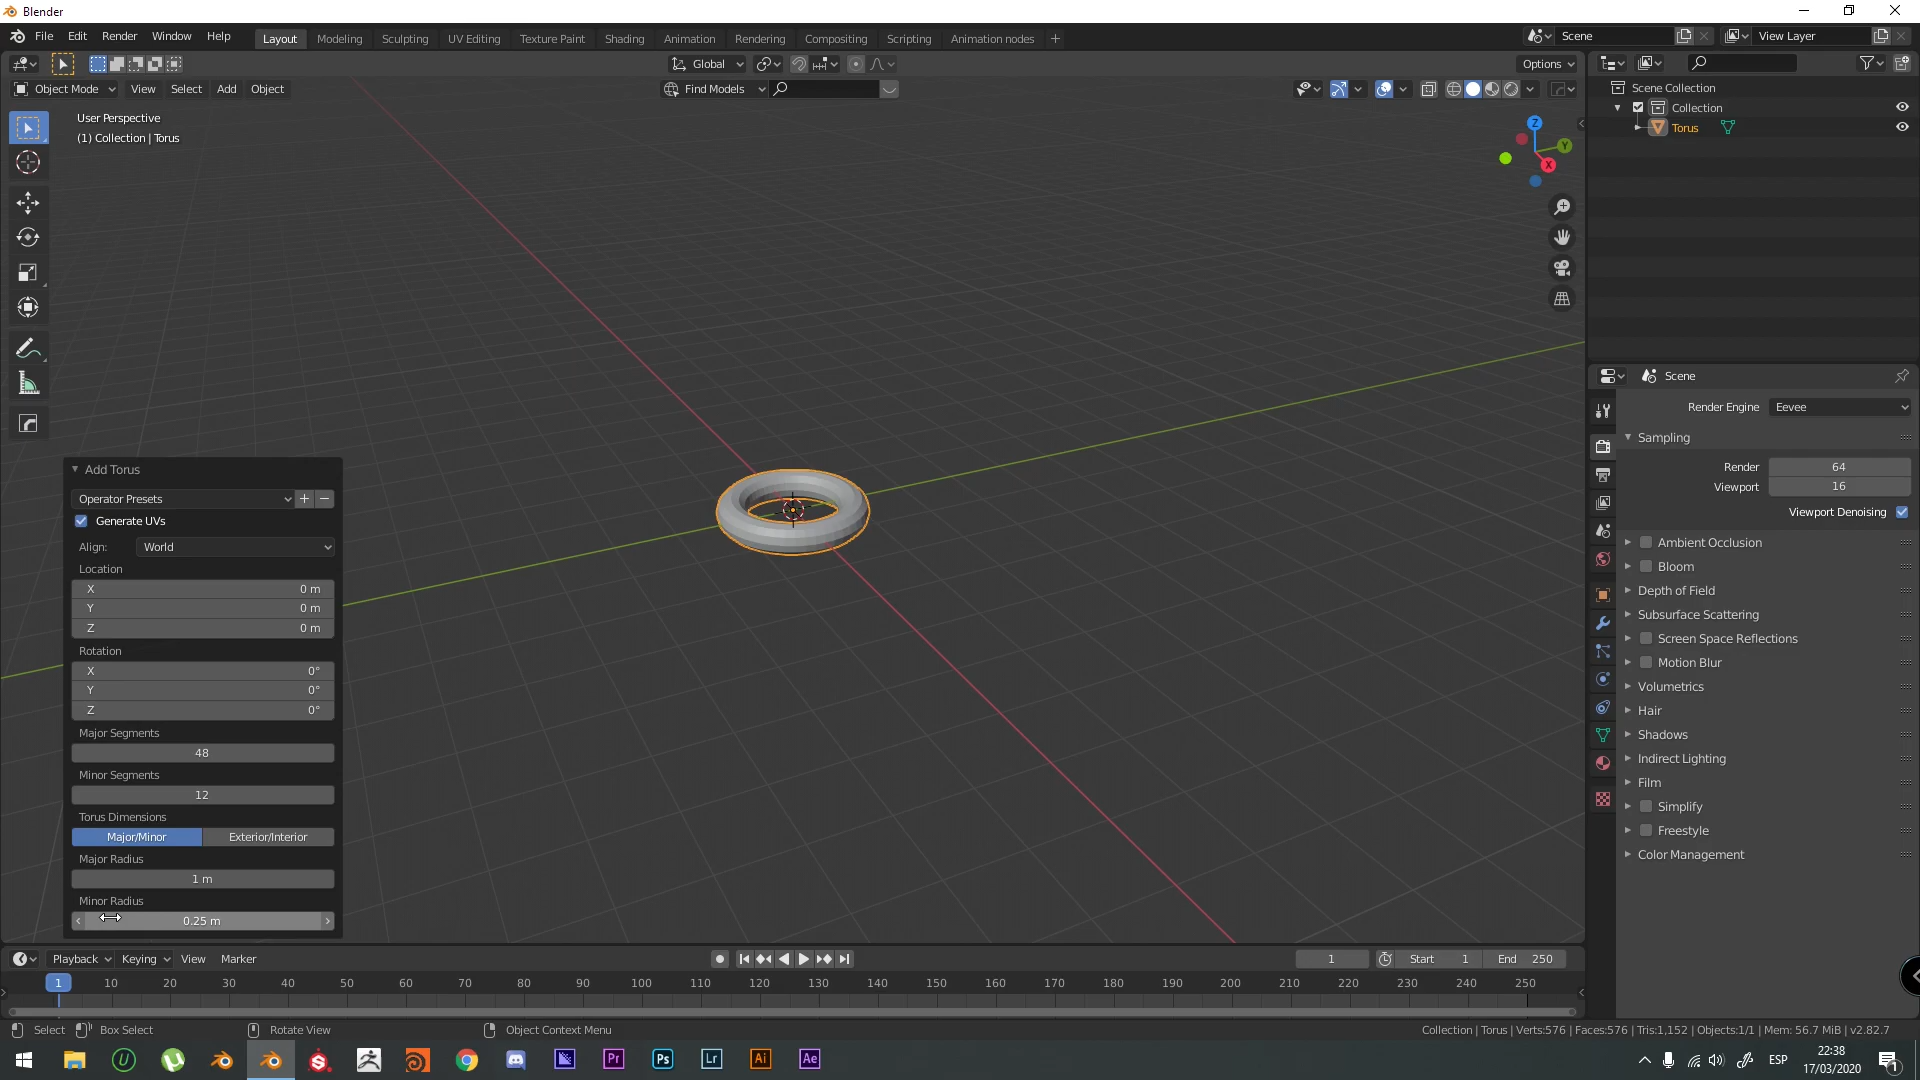 Blender
File Edit Render Window Help
Layout Modeling Sculpting UV Editing Texture Paint Shading Animation Rendering Compositing Scripting Animation nodes +
Scene
View Layer
Global
Options
Object Mode View Select Add Object
Find Models
User Perspective
(1) Collection | Torus
Z
Y
X
Scene Collection
Collection
Torus
Scene
Render Engine Eevee
Sampling
Render 64
Viewport 16
Viewport Denoising
Ambient Occlusion
Bloom
Depth of Field
Subsurface Scattering
Screen Space Reflections
Motion Blur
Volumetrics
Hair
Shadows
Indirect Lighting
Film
Simplify
Freestyle
Color Management
Add Torus
Operator Presets
Generate UVs
Align: World
Location
X 0 m
Y 0 m
Z 0 m
Rotation
X 0°
Y 0°
Z 0°
Major Segments
48
Minor Segments
12
Torus Dimensions
Major/Minor Exterior/Interior
Major Radius
1 m
Minor Radius
0.25 m
Playback Keying View Marker
1 Start 1 End 250
1 10 20 30 40 50 60 70 80 90 100 110 120 130 140 150 160 170 180 190 200 210 220 230 240 250
Select Box Select Rotate View Object Context Menu
Collection | Torus | Verts:576 | Faces:576 | Tris:1,152 | Objects:1/1 | Mem: 56.7 MiB | v2.82.7
Pr Ps Lr Ai Ae
ESP
22:38
17/03/2020
1